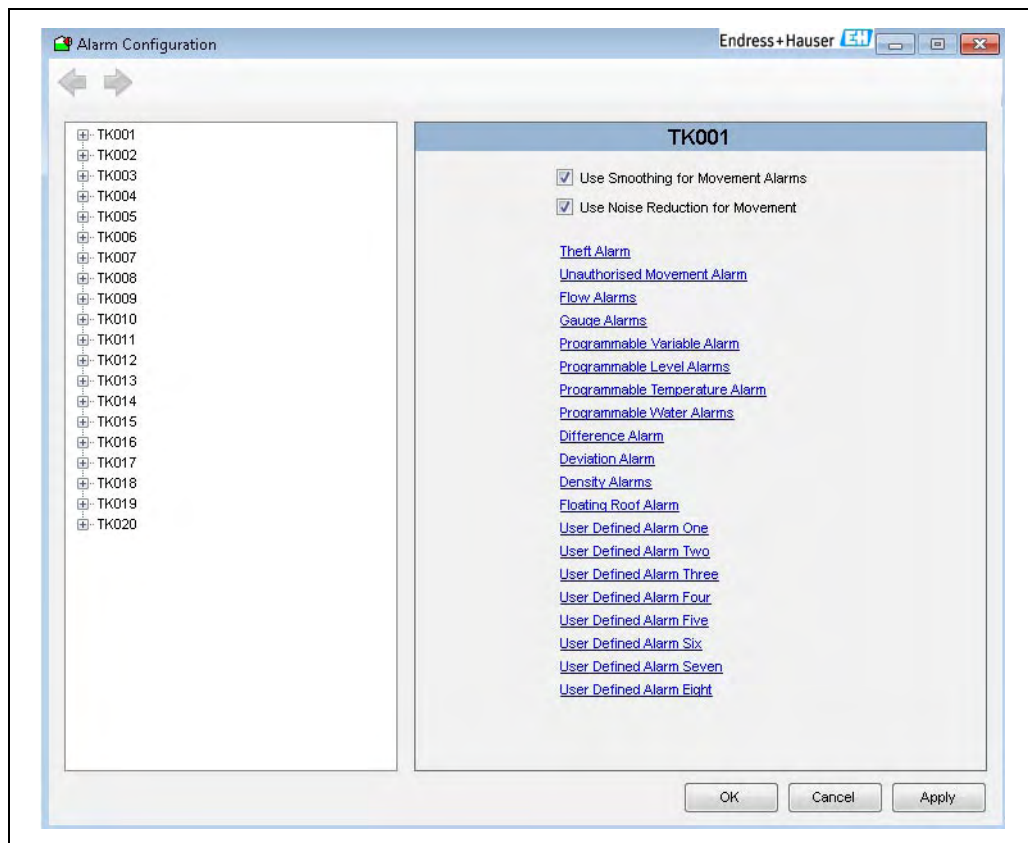 Alarm Configuration
Endress+Hauser EH
TK001
TK002
TK003
TK004
TK005
TK006
TK007
TK008
TK009
TK010
TK011
TK012
TK013
TK014
TK015
TK016
TK017
TK018
TK019
TK020
TK001
Use Smoothing for Movement Alarms
Use Noise Reduction for Movement
Theft Alarm
Unauthorised Movement Alarm
Flow Alarms
Gauge Alarms
Programmable Variable Alarm
Programmable Level Alarms
Programmable Temperature Alarm
Programmable Water Alarms
Difference Alarm
Deviation Alarm
Density Alarms
Floating Roof Alarm
User Defined Alarm One
User Defined Alarm Two
User Defined Alarm Three
User Defined Alarm Four
User Defined Alarm Five
User Defined Alarm Six
User Defined Alarm Seven
User Defined Alarm Eight
OK Cancel Apply